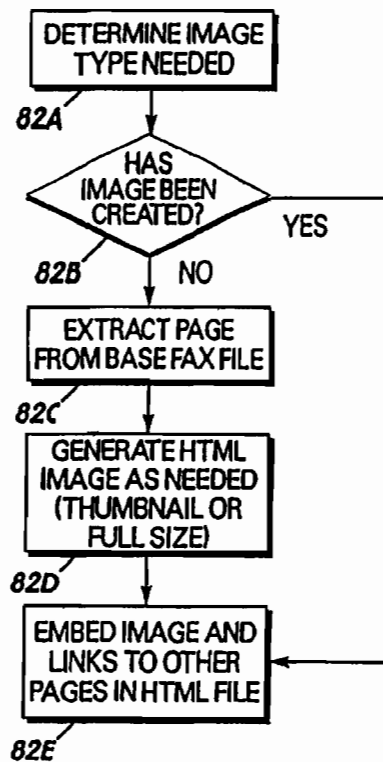 DETERMINE IMAGE
TYPE NEEDED
82A
HAS
IMAGE BEEN
CREATED?
YES
82B
NO
EXTRACT PAGE
FROM BASE FAX FILE
82C
GENERATE HTML
IMAGE AS NEEDED
(THUMBNAIL OR
FULL SIZE)
82D
EMBED IMAGE AND
LINKS TO OTHER
PAGES IN HTML FILE
82E